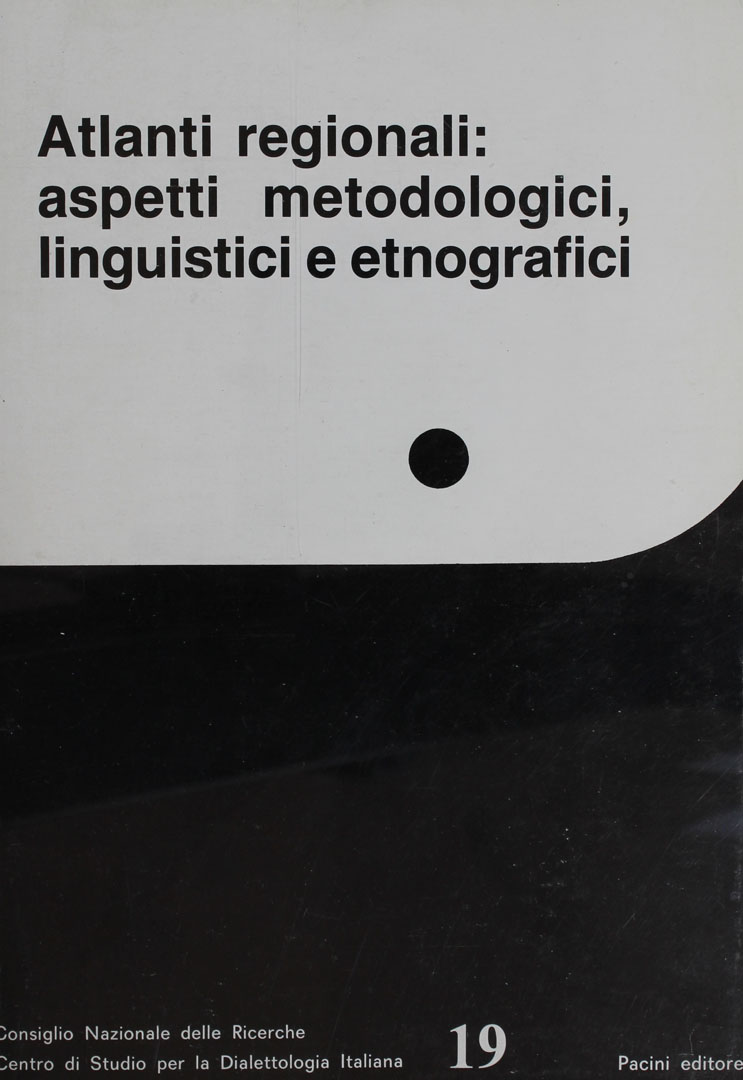 Atlanti regionali:
aspetti metodologici,
linguistici e etnografici
Consiglio Nazionale delle Ricerche
Centro di Studio per la Dialettologia Italiana
19
Pacini editore